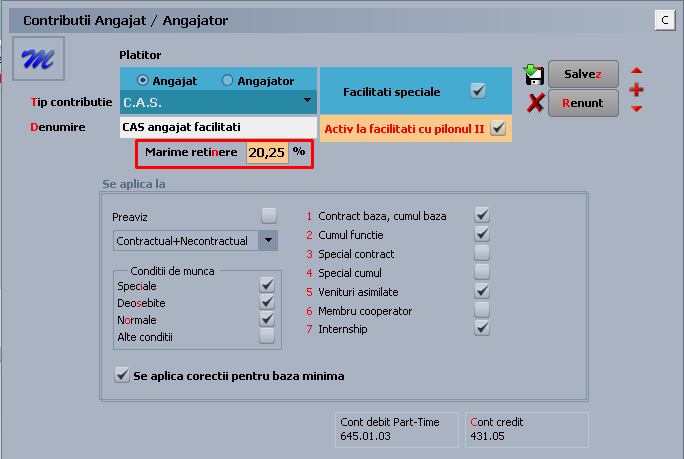 Contributii Angajat / Angajator
C
M
Platitor
Angajat
Angajator
Tip contributie
C.A.S.
Facilitati speciale
Salvez
Renunt
Denumire
CAS angajat facilitati
Activ la facilitati cu pilonul II
Marime retinere 20,25 %
Se aplica la
Preaviz
Contractual+Necontractual
Conditii de munca
Speciale
Deosebite
Normale
Alte conditii
1 Contract baza, cumul baza
2 Cumul functie
3 Special contract
4 Special cumul
5 Venituri asimilate
6 Membru cooperator
7 Internship
Se aplica corectii pentru baza minima
Cont debit Part-Time
645.01.03
Cont credit
431.05